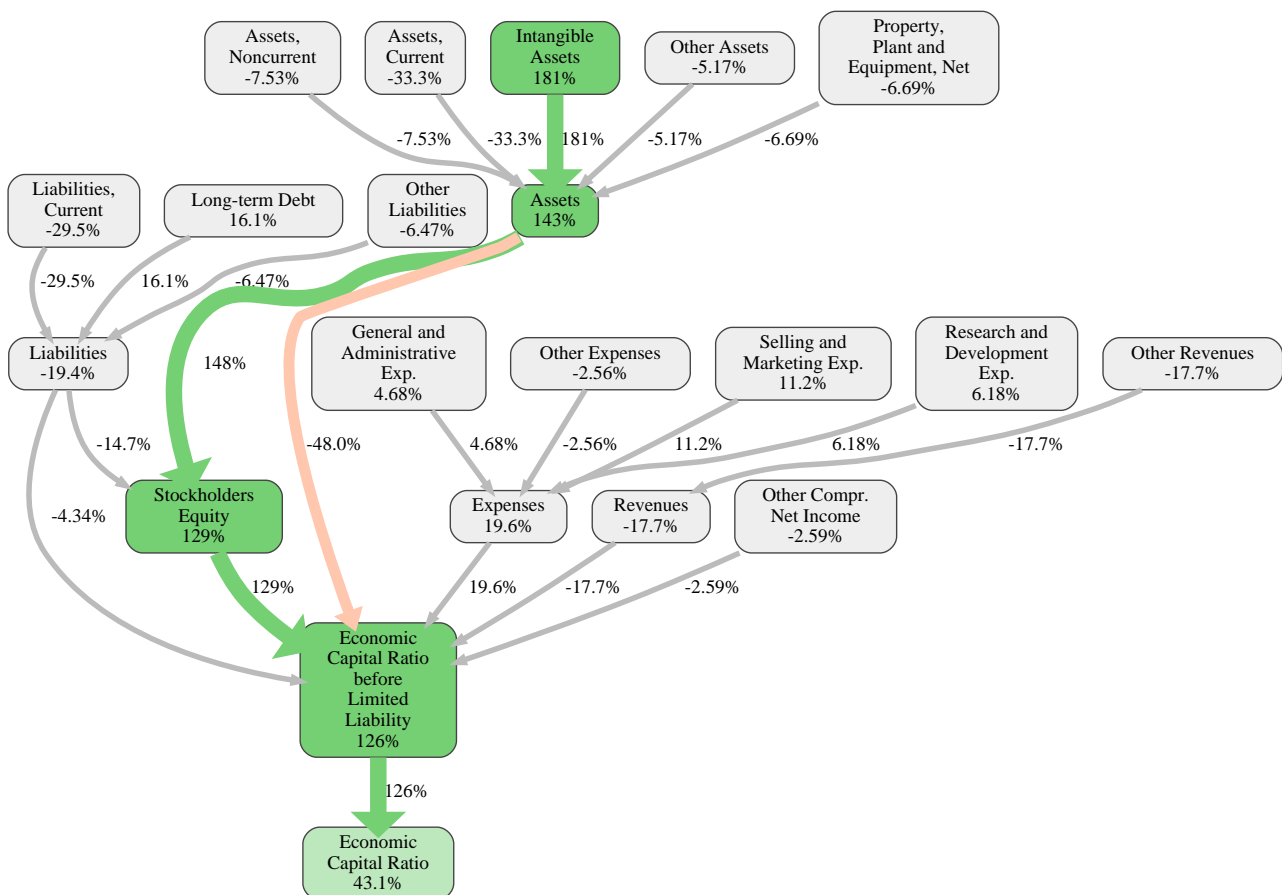 Assets,
Noncurrent
-7.53%
Assets,
Current
-33.3%
Intangible
Assets
181%
Other Assets
-5.17%
Property,
Plant and
Equipment, Net
-6.69%
-7.53%
-33.3%
181%
-5.17%
-6.69%
Liabilities,
Current
-29.5%
Long-term Debt
16.1%
Other
Liabilities
-6.47%
Assets
143%
-29.5%
16.1%
-6.47%
Liabilities
-19.4%
148%
General and
Administrative
Exp.
4.68%
Other Expenses
-2.56%
Selling and
Marketing Exp.
11.2%
Research and
Development
Exp.
6.18%
Other Revenues
-17.7%
-14.7%
-48.0%
4.68%
-2.56%
11.2%
6.18%
-17.7%
-4.34%
Stockholders
Equity
129%
Expenses
19.6%
Revenues
-17.7%
Other Compr.
Net Income
-2.59%
129%
19.6%
-17.7%
-2.59%
Economic
Capital Ratio
before
Limited
Liability
126%
126%
Economic
Capital Ratio
43.1%